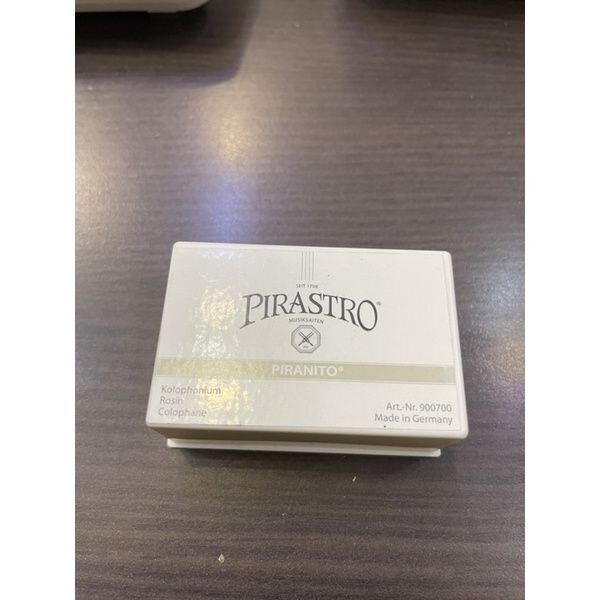 SEIT 1798
PIRASTRO®
MUSIKSAITEN
PIRANITO®
Kolophonium
Rosin
Colophane
Art.-Nr. 900700
Made in Germany